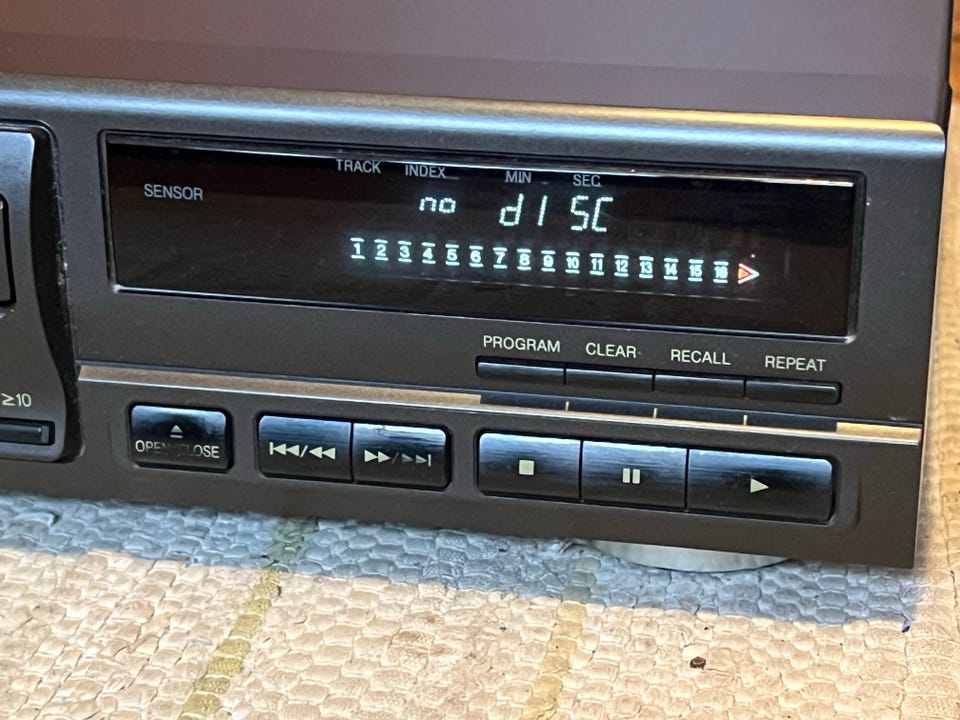 TRACK INDEX MIN SEC
SENSOR
no dISC
1 2 3 4 5 6 7 8 9 10 11 12 13 14 15 16
PROGRAM CLEAR RECALL REPEAT
≥10
OPEN/CLOSE